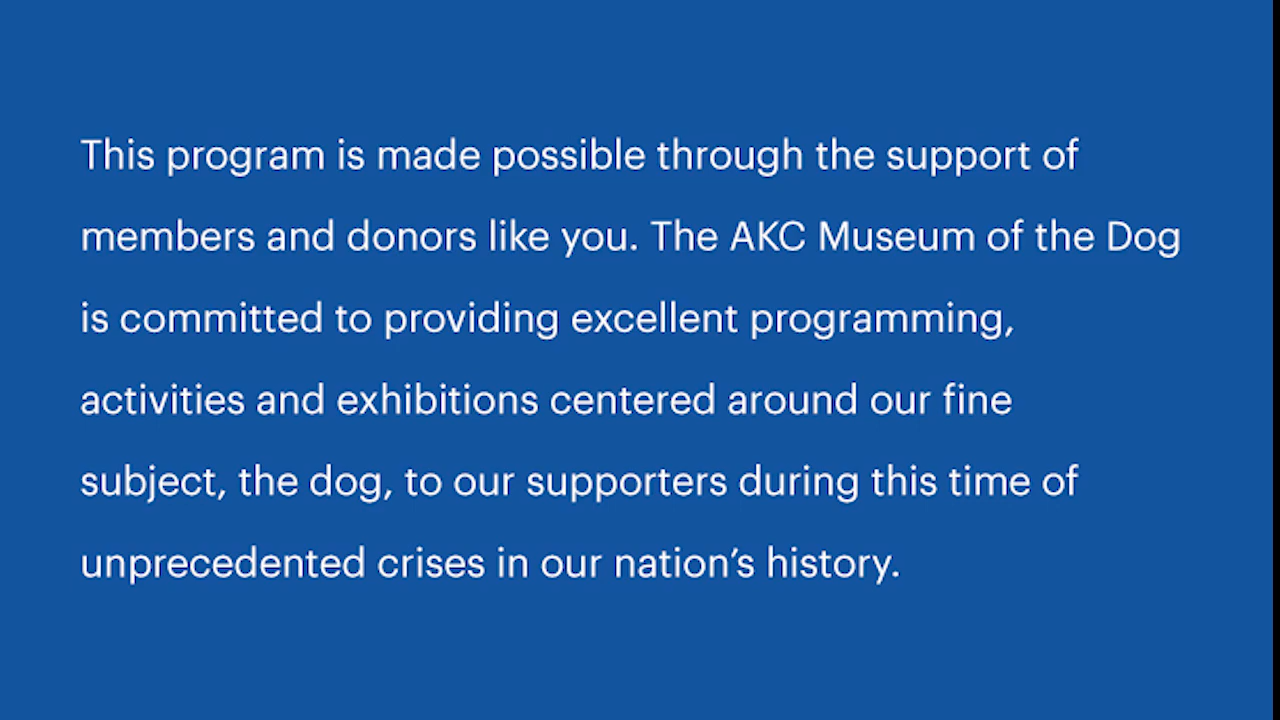 This program is made possible through the support of
members and donors like you. The AKC Museum of the Dog
is committed to providing excellent programming,
activities and exhibitions centered around our fine
subject, the dog, to our supporters during this time of
unprecedented crises in our nation’s history.